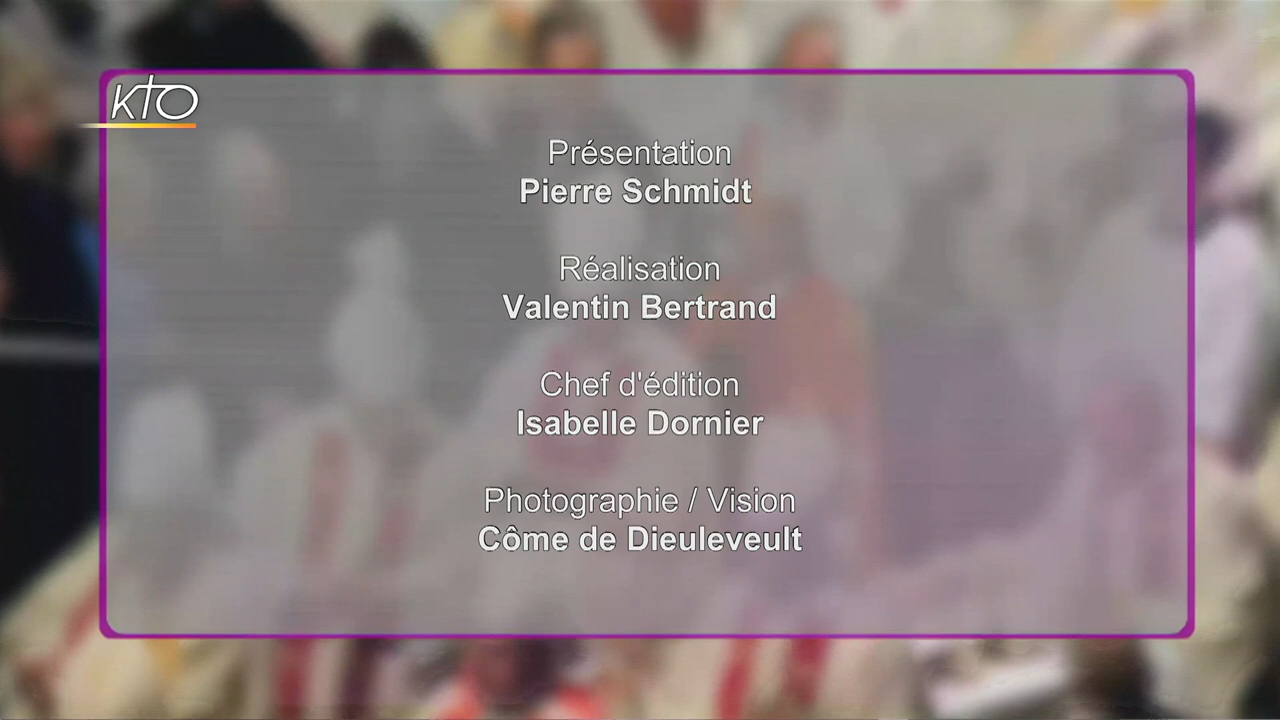 KTO
Présentation
Pierre Schmidt
Réalisation
Valentin Bertrand
Chef d'édition
Isabelle Dornier
Photographie / Vision
Côme de Dieuleveult